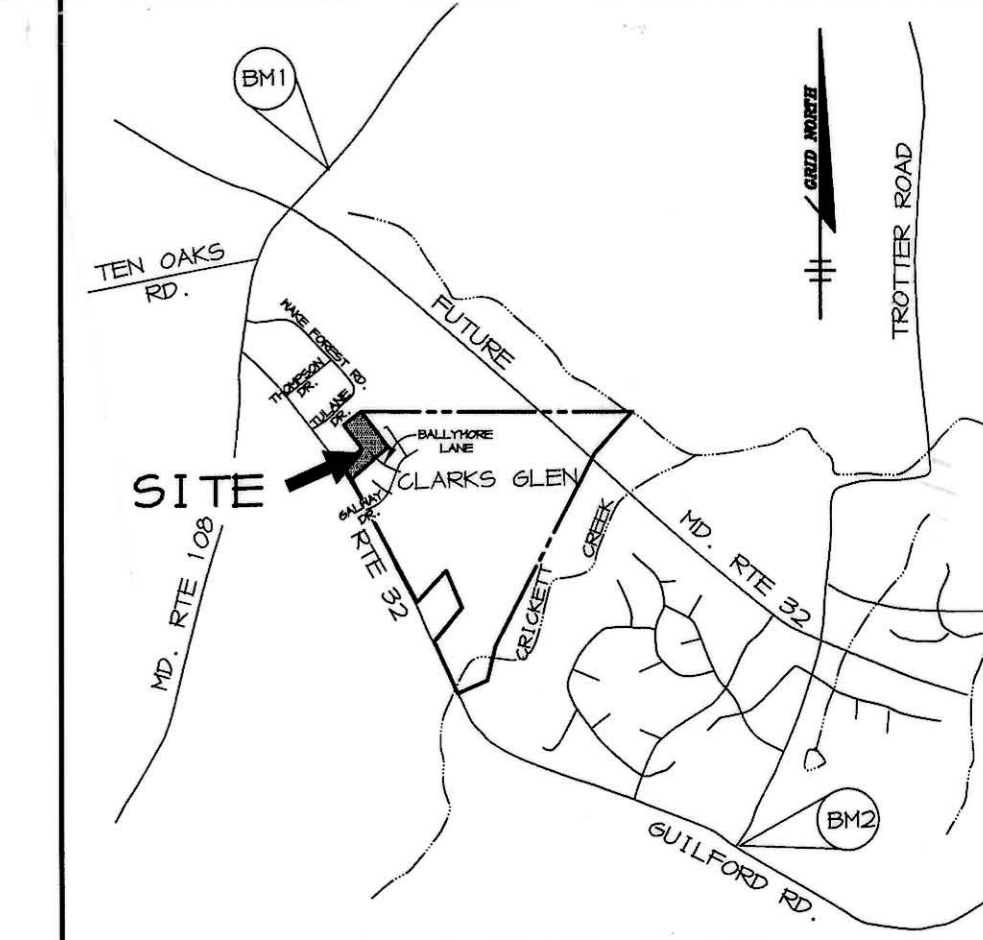 BM1
GRID NORTH
TROTTER ROAD
TEN OAKS
RD.
WAKE FOREST RD.
FUTURE
THOMPSON
DR.
TULANE
DR.
BALLYMORE
LANE
SITE
CLARKS GLEN
GALWAY
DR.
RTE 32
MD. RTE 108
CRICKETT CREEK
MD. RTE 32
BM2
GUILFORD RD.